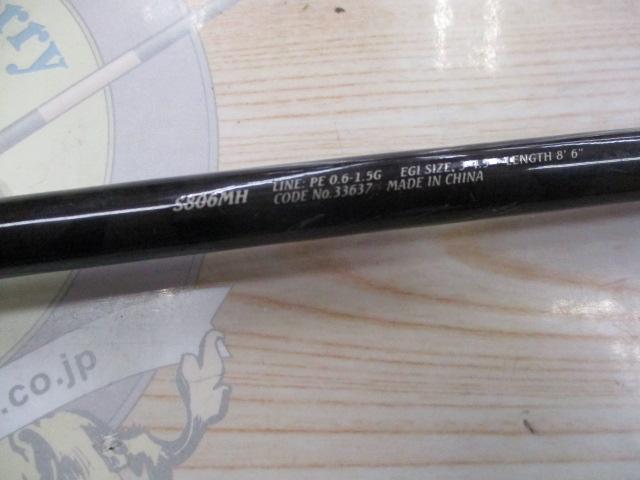 erry
S806MH
LINE: PE 0.6-1.5G EGI SIZE. LENGTH 8' 6"
CODE No.33637 MADE IN CHINA
.co.jp